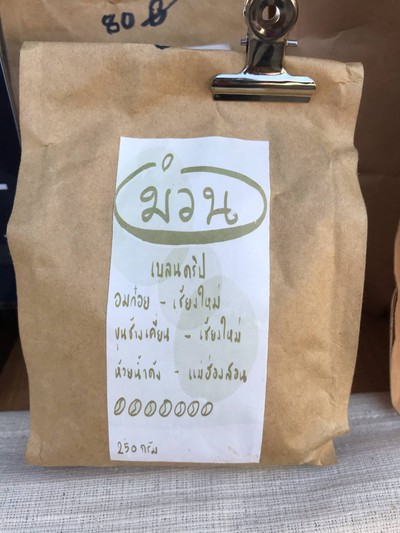 80 ฿
ม่วน
เบลนดริป
อมก๋อย - เชียงใหม่
ขุนช่างเคี่ยน - เชียงใหม่
ห้วยน้ำดัง - แม่ฮ่องสอน
250 กรัม